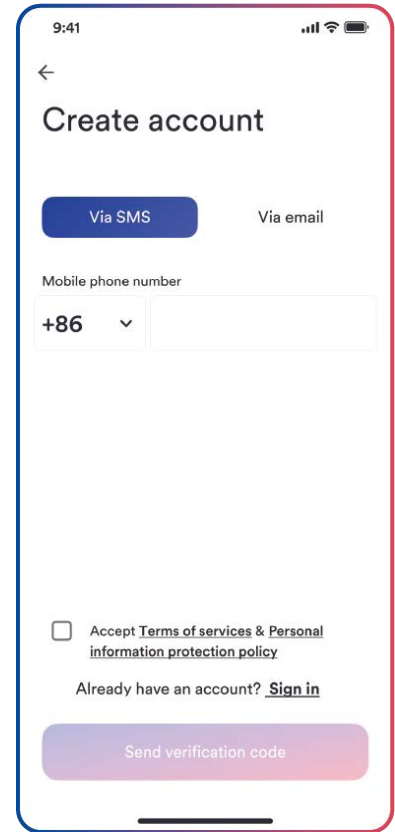 9:41
Create account
Via SMS
Via email
Mobile phone number
+86
Accept Terms of services & Personal
information protection policy
Already have an account? Sign in
Send verification code